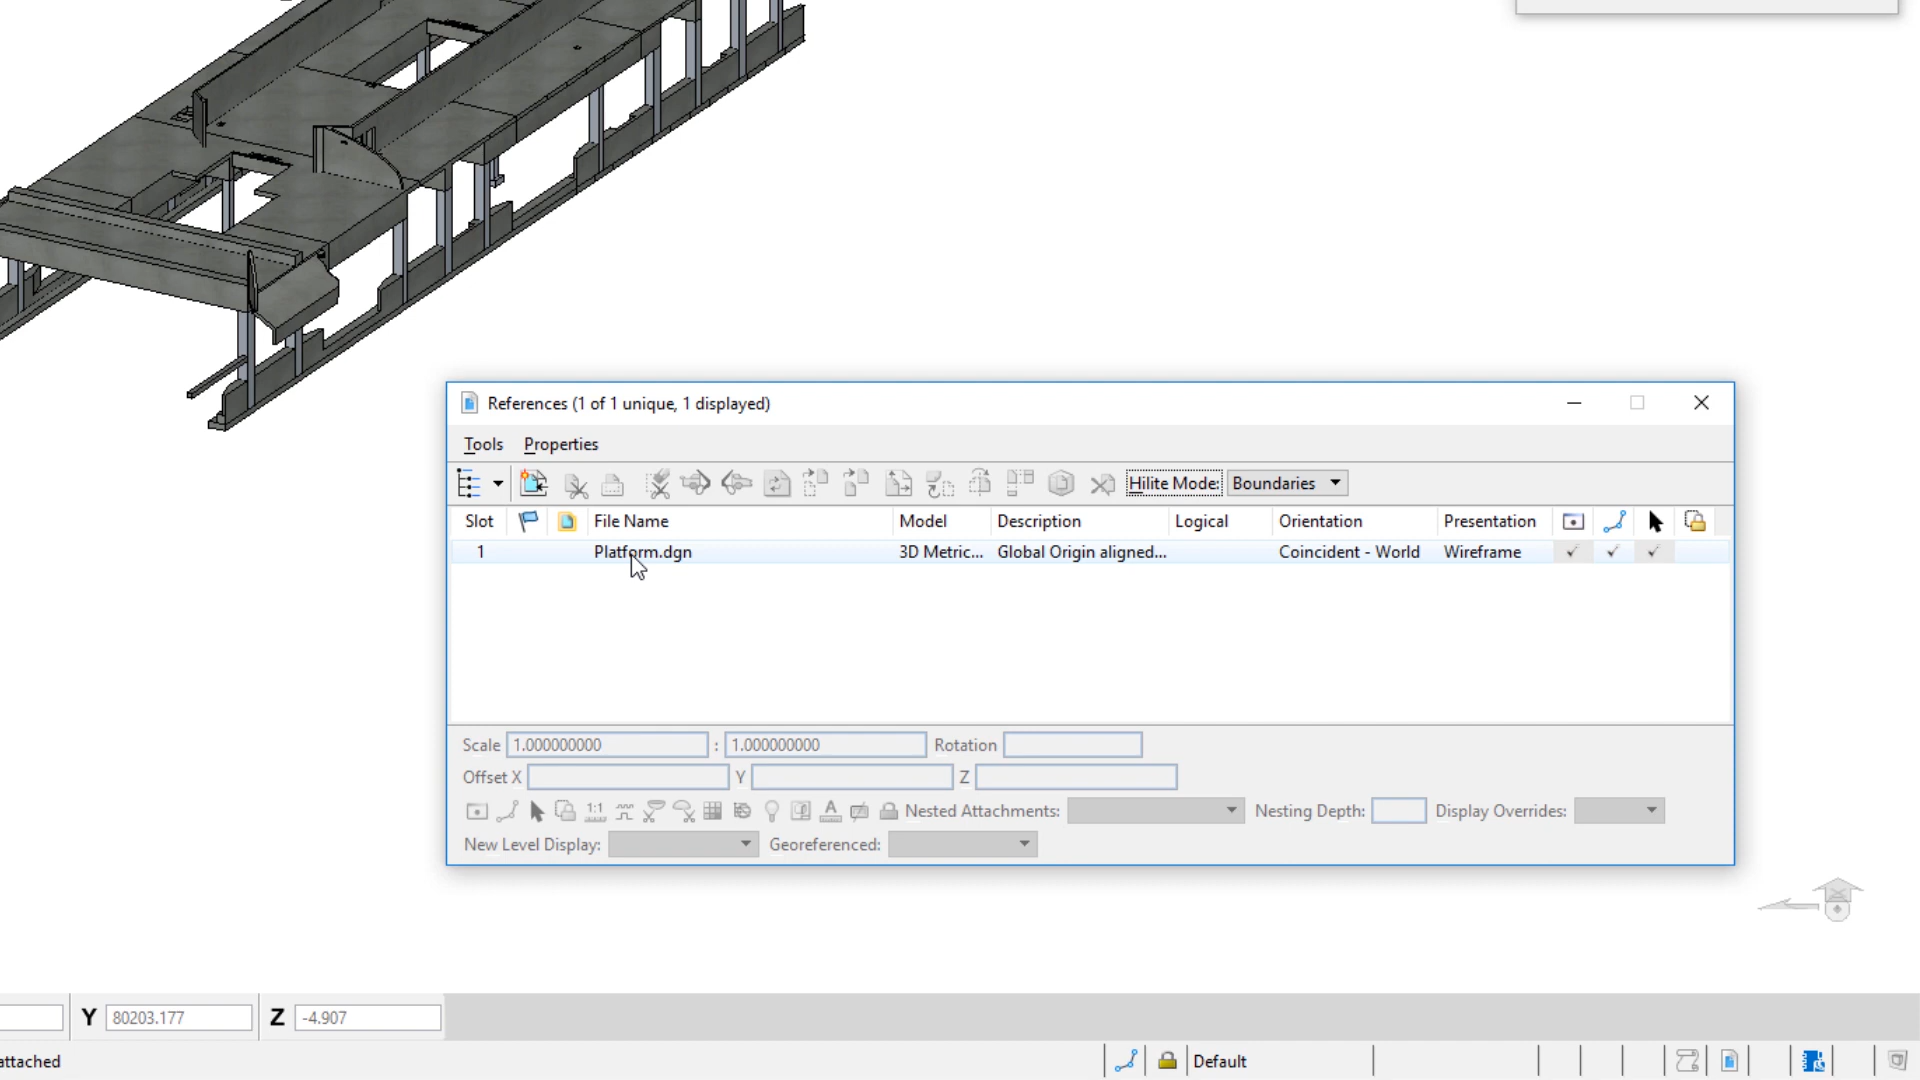 References (1 of 1 unique, 1 displayed)
Tools Properties
Hilite Mode: Boundaries
Slot File Name Model Description Logical Orientation Presentation
1 Platform.dgn 3D Metric... Global Origin aligned... Coincident - World Wireframe
Scale 1.000000000 : 1.000000000 Rotation
Offset X Y Z
1:1 A Nested Attachments: Nesting Depth: Display Overrides:
New Level Display: Georeferenced:
Y 80203.177 Z -4.907
attached Default